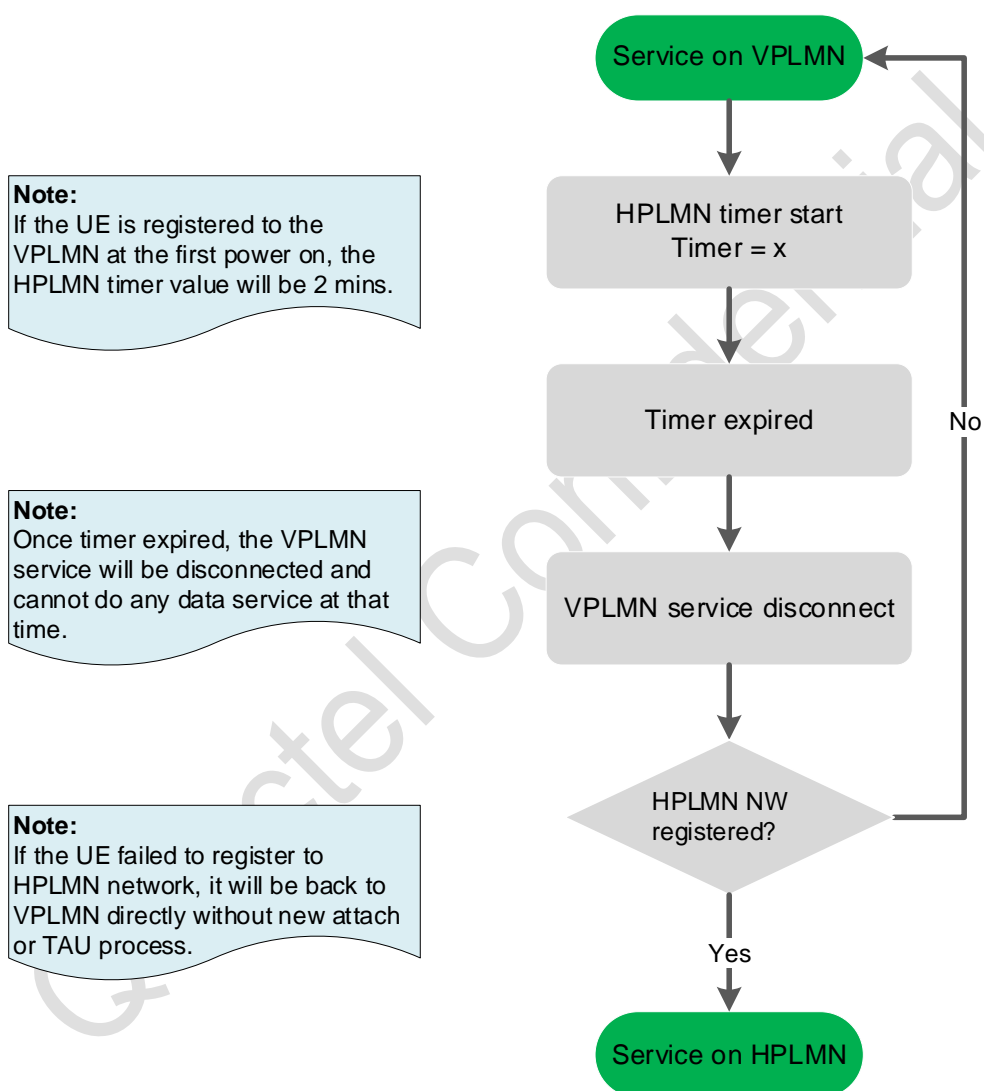 Service on VPLMN
Note:
If the UE is registered to the
VPLMN at the first power on, the
HPLMN timer value will be 2 mins.
HPLMN timer start
Timer = x
Timer expired
No
Note:
Once timer expired, the VPLMN
service will be disconnected and
cannot do any data service at that
time.
VPLMN service disconnect
HPLMN NW
registered?
Note:
If the UE failed to register to
HPLMN network, it will be back to
VPLMN directly without new attach
or TAU process.
Yes
Service on HPLMN